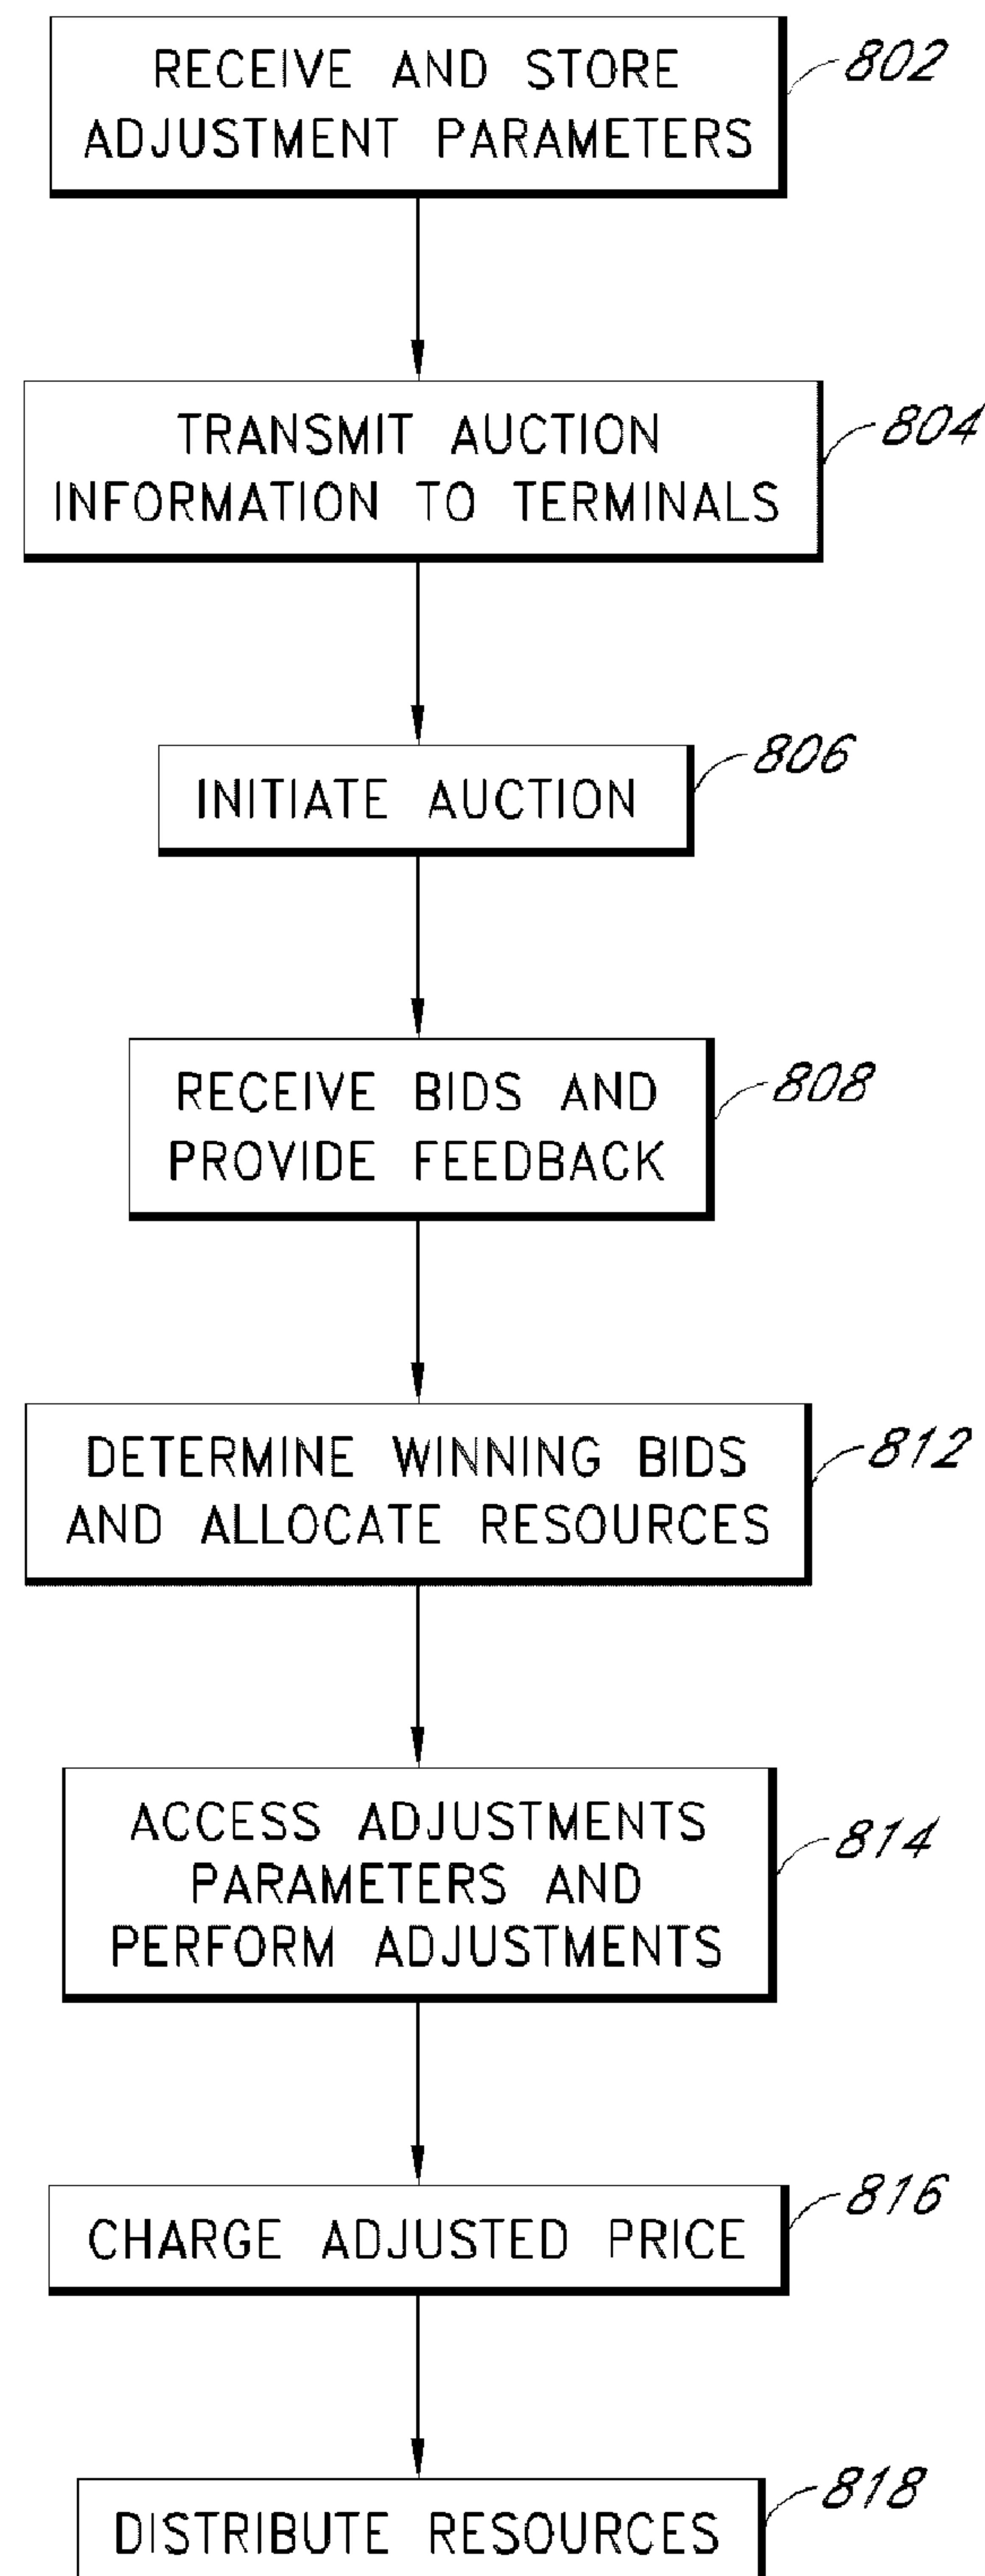 RECEIVE AND STORE
ADJUSTMENT PARAMETERS
802
TRANSMIT AUCTION
INFORMATION TO TERMINALS
804
INITIATE AUCTION
806
RECEIVE BIDS AND
PROVIDE FEEDBACK
808
DETERMINE WINNING BIDS
AND ALLOCATE RESOURCES
812
ACCESS ADJUSTMENTS
PARAMETERS AND
PERFORM ADJUSTMENTS
814
CHARGE ADJUSTED PRICE
816
DISTRIBUTE RESOURCES
818